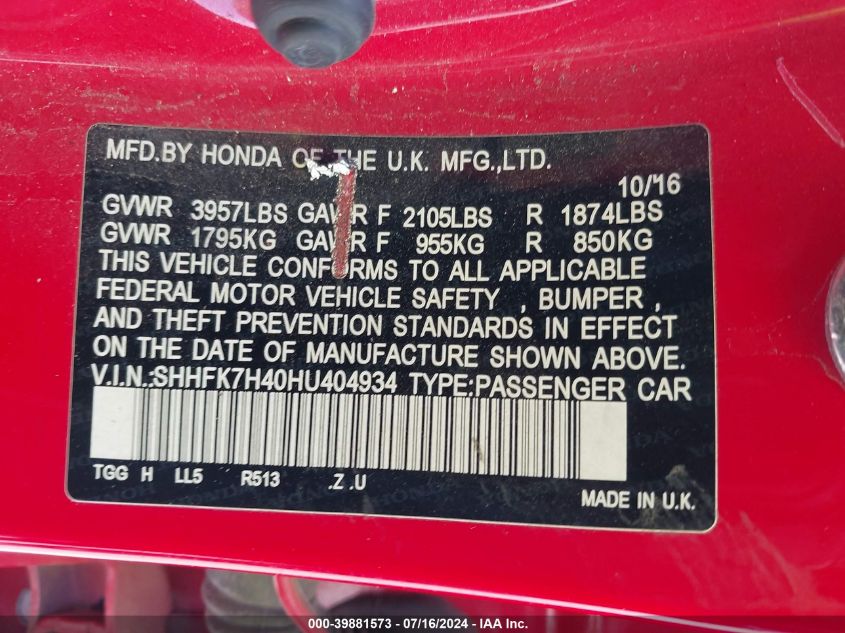 MFD.BY HONDA OF THE U.K. MFG.,LTD.
10/'16
GVWR 3957LBS GAWR F 2105LBS R 1874LBS
GVWR 1795KG GAWR F 955KG R 850KG
THIS VEHICLE CONFORMS TO ALL APPLICABLE
FEDERAL MOTOR VEHICLE SAFETY , BUMPER ,
AND THEFT PREVENTION STANDARDS IN EFFECT
ON THE DATE OF MANUFACTURE SHOWN ABOVE.
V.I.N.:SHHFK7H40HU404934 TYPE:PASSENGER CAR
TGG H LL5 R513 .Z .U
MADE IN U.K.
000-39881573 - 07/16/2024 - IAA Inc.